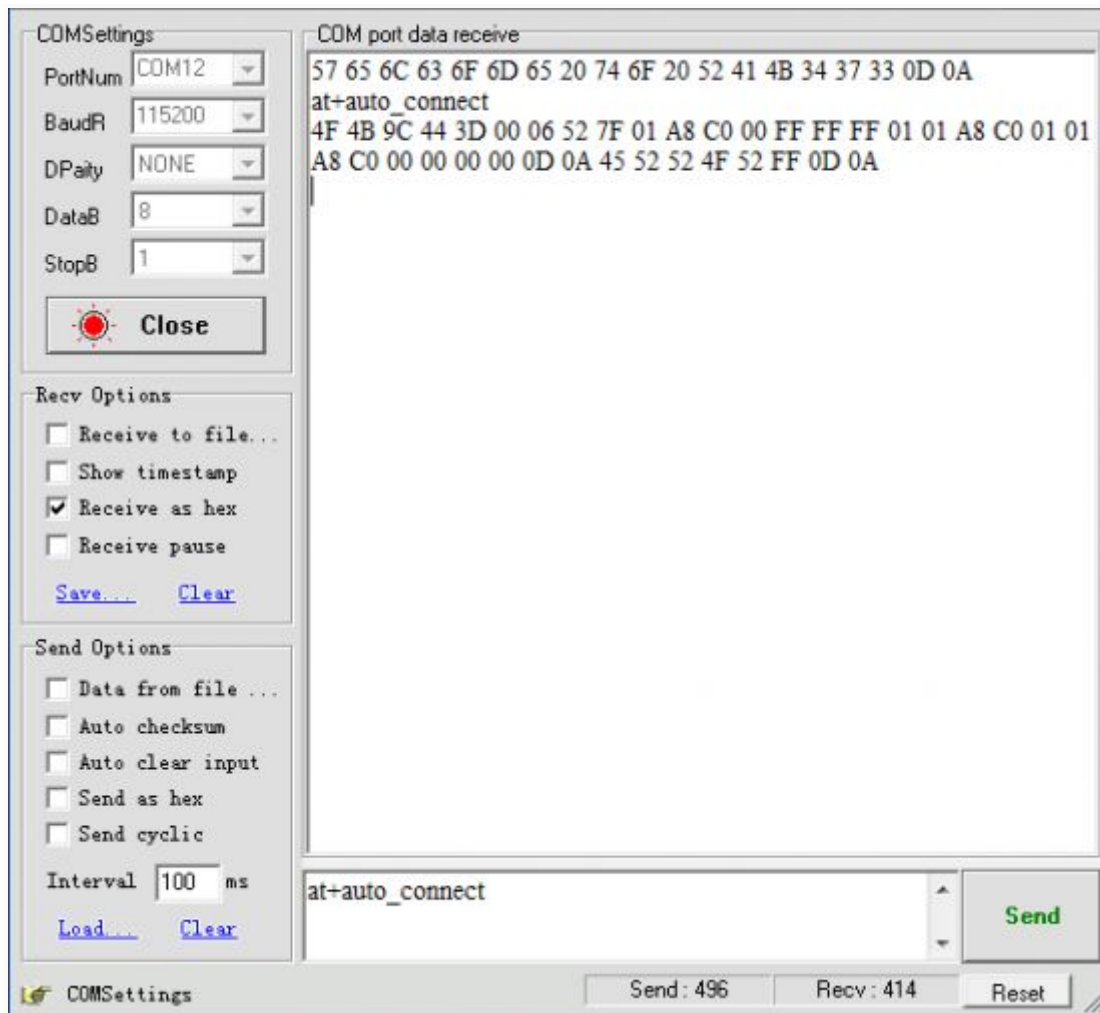 COMSettings
PortNum COM12
BaudR 115200
DPaity NONE
DataB 8
StopB 1
Close
Recv Options
Receive to file...
Show timestamp
Receive as hex
Receive pause
Save... Clear
Send Options
Data from file ...
Auto checksum
Auto clear input
Send as hex
Send cyclic
Interval 100 ms
Load... Clear
COM port data receive
57 65 6C 63 6F 6D 65 20 74 6F 20 52 41 4B 34 37 33 0D 0A
at+auto_connect
4F 4B 9C 44 3D 00 06 52 7F 01 A8 C0 00 FF FF FF 01 01 A8 C0 01 01
A8 C0 00 00 00 00 0D 0A 45 52 52 4F 52 FF 0D 0A
at+auto_connect
Send
COMSettings
Send : 496
Recv : 414
Reset